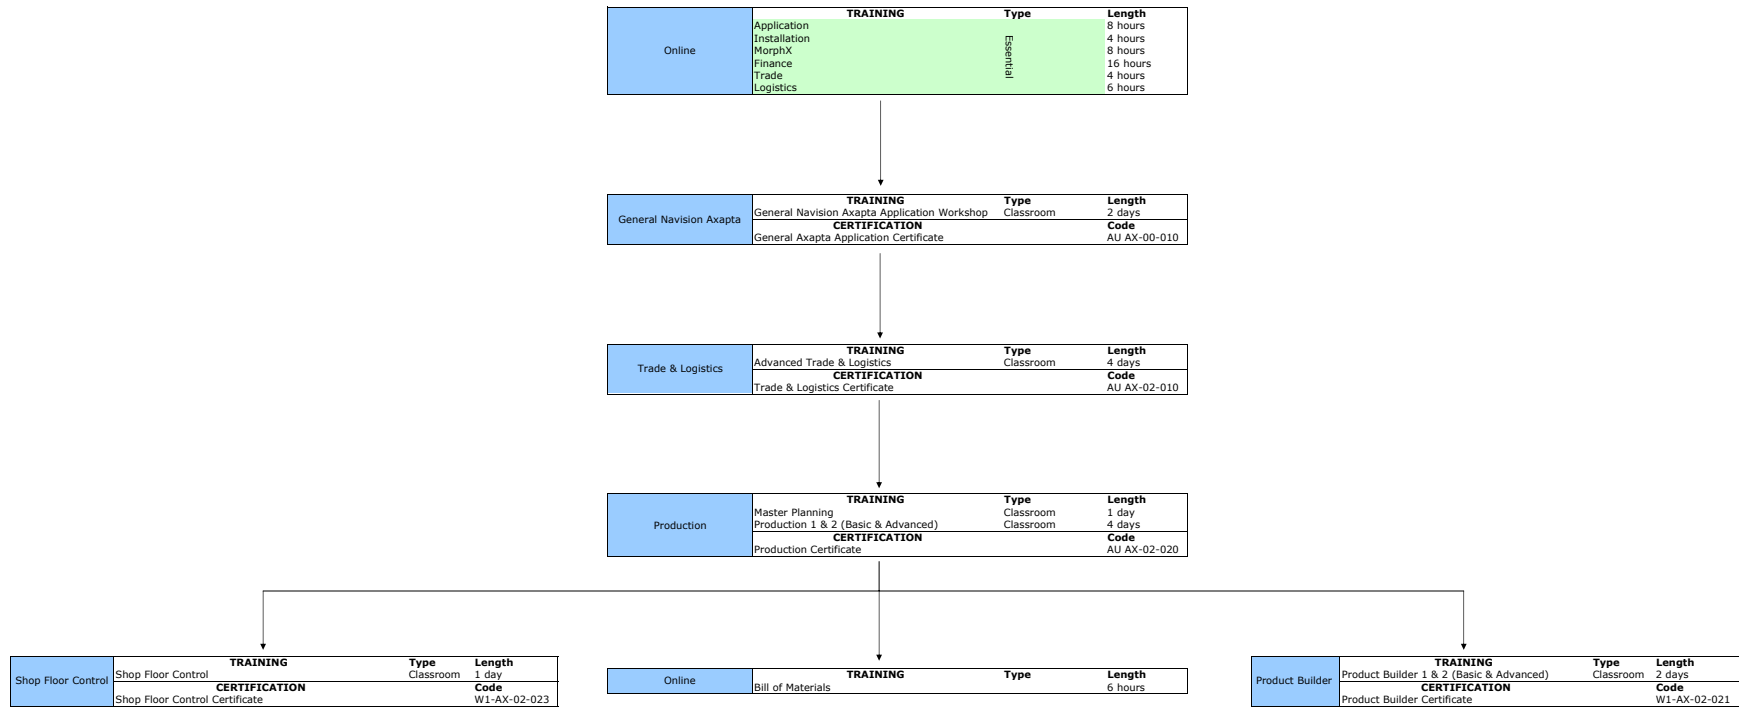 TRAINING Type Length
Online
Application 8 hours
Installation 4 hours
MorphX 8 hours
Finance 16 hours
Trade 4 hours
Logistics 6 hours
Essential
TRAINING Type Length
General Navision Axapta
General Navision Axapta Application Workshop Classroom 2 days
CERTIFICATION Code
General Axapta Application Certificate AU AX-00-010
TRAINING Type Length
Trade & Logistics
Advanced Trade & Logistics Classroom 4 days
CERTIFICATION Code
Trade & Logistics Certificate AU AX-02-010
TRAINING Type Length
Production
Master Planning Classroom 1 day
Production 1 & 2 (Basic & Advanced) Classroom 4 days
CERTIFICATION Code
Production Certificate AU AX-02-020
TRAINING Type Length
Shop Floor Control
Shop Floor Control Classroom 1 day
CERTIFICATION Code
Shop Floor Control Certificate W1-AX-02-023
TRAINING Type Length
Online
Bill of Materials 6 hours
TRAINING Type Length
Product Builder
Product Builder 1 & 2 (Basic & Advanced) Classroom 2 days
CERTIFICATION Code
Product Builder Certificate W1-AX-02-021